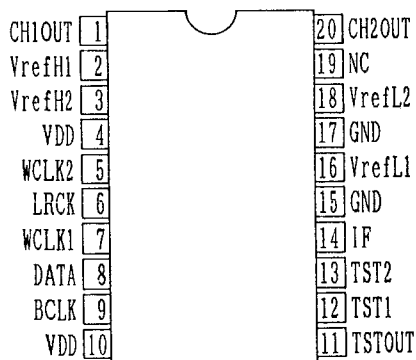 CH1OUT 1
VrefH1 2
VrefH2 3
VDD 4
WCLK2 5
LRCK 6
WCLK1 7
DATA 8
BCLK 9
VDD 10
20 CH2OUT
19 NC
18 VrefL2
17 GND
16 VrefL1
15 GND
14 IF
13 TST2
12 TST1
11 TSTOUT